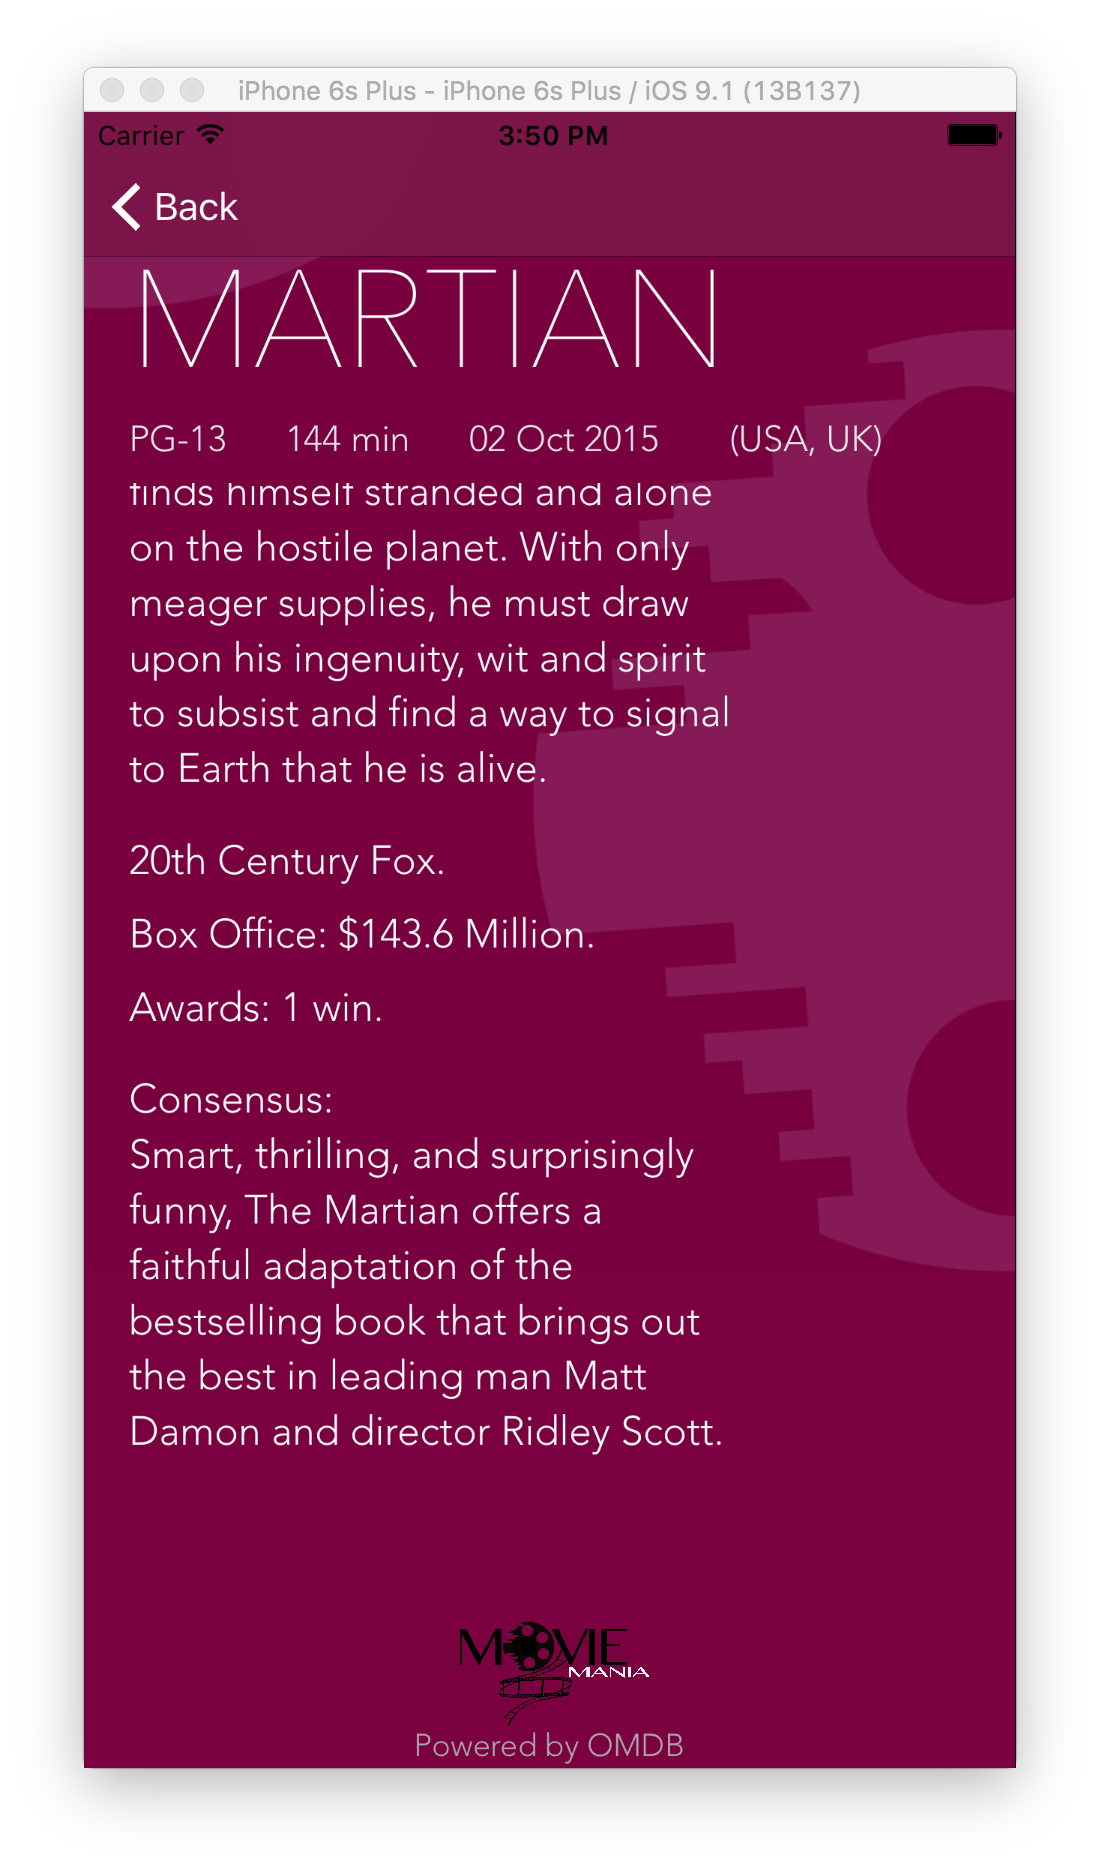 iPhone 6s Plus - iPhone 6s Plus / iOS 9.1 (13B137)
Carrier 3:50 PM
Back
MARTIAN
PG-13 144 min 02 Oct 2015 (USA, UK)
finds himself stranded and alone
on the hostile planet. With only
meager supplies, he must draw
upon his ingenuity, wit and spirit
to subsist and find a way to signal
to Earth that he is alive.
20th Century Fox.
Box Office: $143.6 Million.
Awards: 1 win.
Consensus:
Smart, thrilling, and surprisingly
funny, The Martian offers a
faithful adaptation of the
bestselling book that brings out
the best in leading man Matt
Damon and director Ridley Scott.
MOVIE
MANIA
Powered by OMDB